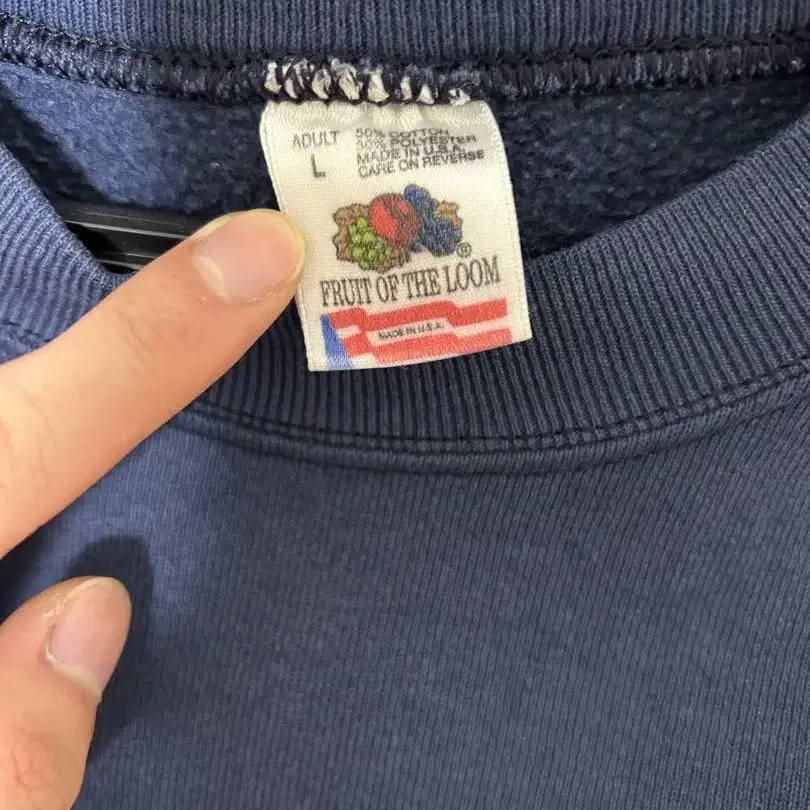 ADULT
L
50% COTTON
50% POLYESTER
MADE IN U.S.A.
CARE ON REVERSE
®
FRUIT OF THE LOOM
MADE IN U.S.A.